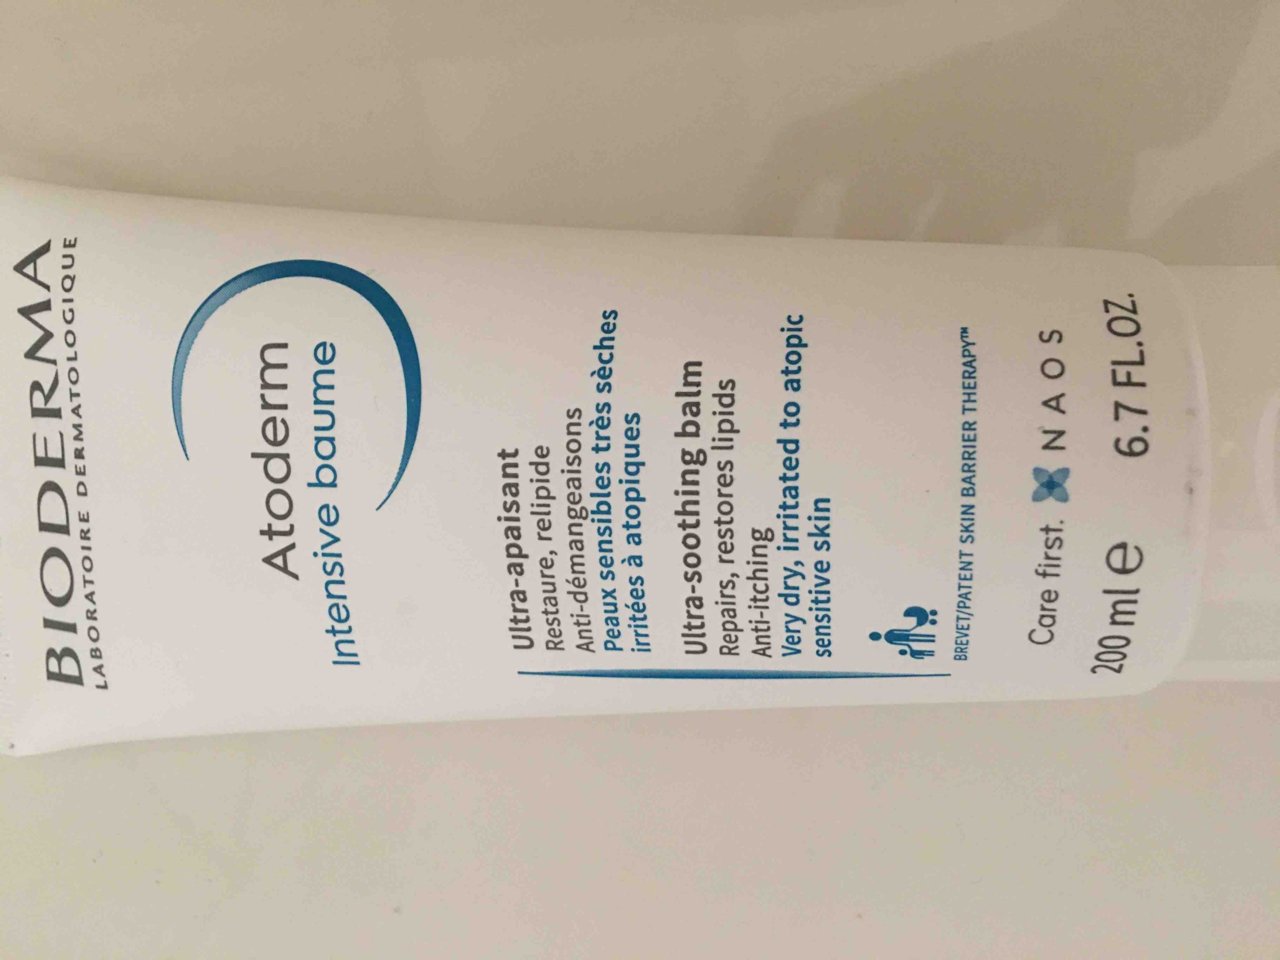 BIODERMA
LABORATOIRE DERMATOLOGIQUE
Atoderm
Intensive baume
Ultra-apaisant
Restaure, relipide
Anti-démangeaisons
Peaux sensibles très sèches
irritées à atopiques
Ultra-soothing balm
Repairs, restores lipids
Anti-itching
Very dry, irritated to atopic
sensitive skin
BREVET/PATENT SKIN BARRIER THERAPY™
Care first. NAOS
200 ml e 6.7 FL.OZ.